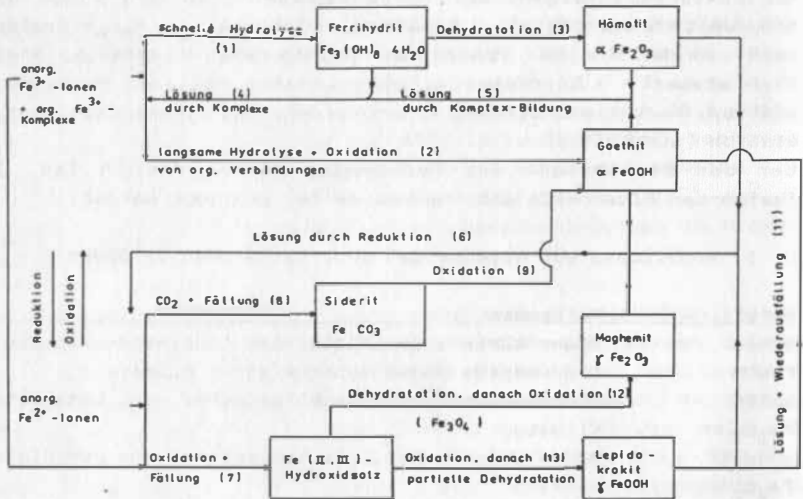 schnelle Hydrolyse
(1)
Ferrihydrit
Fe5(OH)8 4H2O
Dehydratation (3)
Hämatit
α Fe2O3
anorg.
Fe3+-Ionen
+ org. Fe3+-
Komplexe
Lösung (4)
durch Komplexe
Lösung (5)
durch Komplex-Bildung
langsame Hydrolyse + Oxidation (2)
von org. Verbindungen
Goethit
α FeOOH
Lösung durch Reduktion (6)
Oxidation (9)
Reduktion
Oxidation
CO2 + Fällung (8)
Siderit
Fe CO3
Lösung + Wiederausfällung (11)
Maghemit
γ Fe2O3
anorg.
Fe2+-Ionen
Dehydratation, danach Oxidation (12)
(Fe3O4)
Oxidation +
Fällung (7)
Fe (II, III)-
Hydroxidsalze
Oxidation, danach (13)
partielle Dehydratation
Lepido-
krokit
γ FeOOH